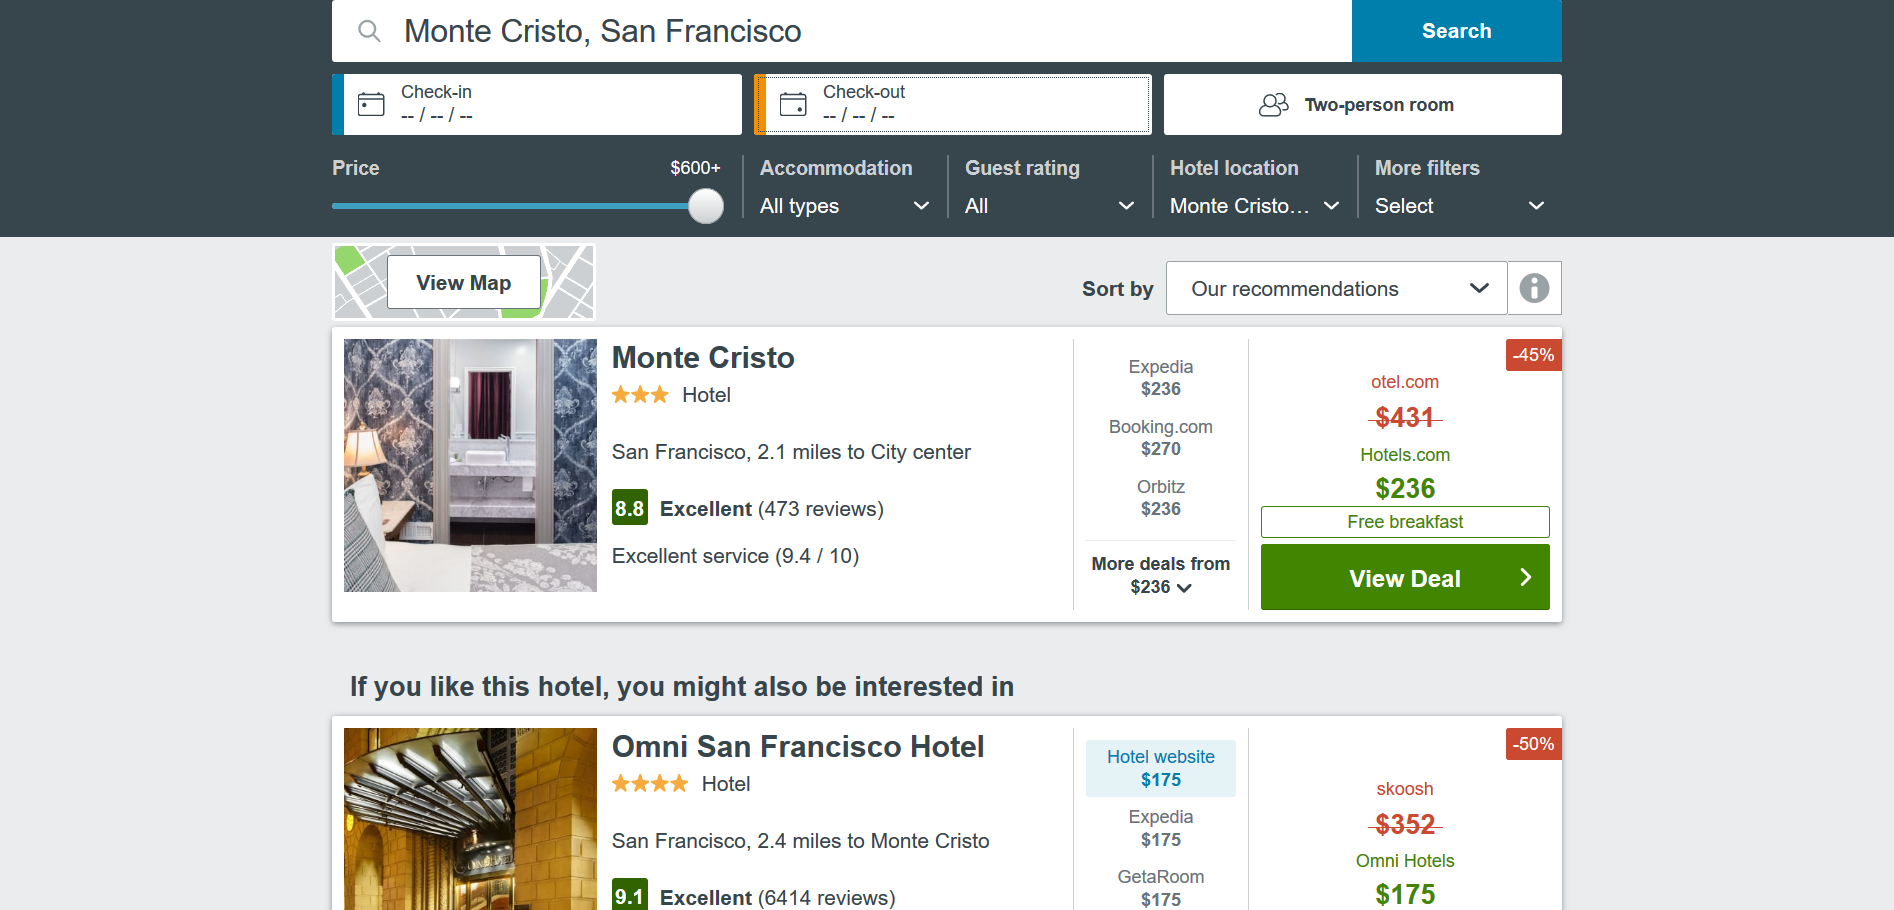 Monte Cristo, San Francisco
Search
Check-in
-- / -- / --
Check-out
-- / -- / --
Two-person room
Price
$600+
Accommodation
All types
Guest rating
All
Hotel location
Monte Cristo...
More filters
Select
View Map
Sort by
Our recommendations
Monte Cristo
Hotel
San Francisco, 2.1 miles to City center
8.8 Excellent (473 reviews)
Excellent service (9.4 / 10)
Expedia
$236
Booking.com
$270
Orbitz
$236
More deals from
$236
-45%
otel.com
$431
Hotels.com
$236
Free breakfast
View Deal
If you like this hotel, you might also be interested in
Omni San Francisco Hotel
Hotel
San Francisco, 2.4 miles to Monte Cristo
9.1 Excellent (6414 reviews)
Hotel website
$175
Expedia
$175
GetaRoom
$175
-50%
skoosh
$352
Omni Hotels
$175